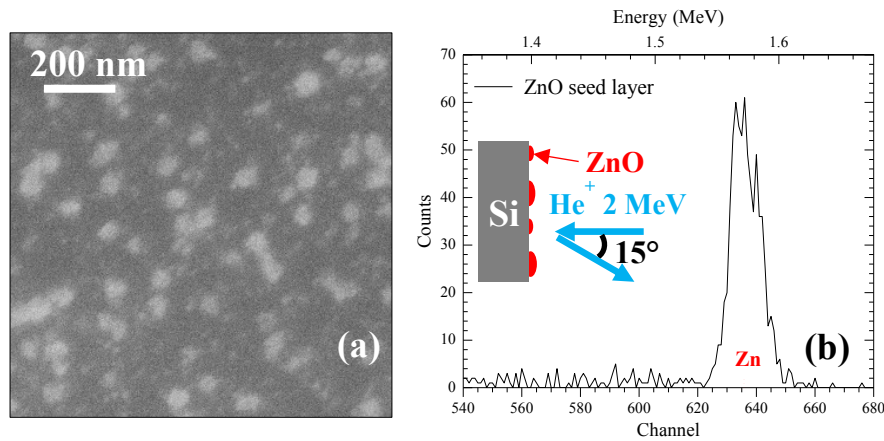 200 nm
(a)
Energy (MeV)
1.4
1.5
1.6
70
60
50
40
30
20
10
0
Counts
ZnO seed layer
ZnO
Si
He+ 2 MeV
15°
Zn
(b)
540
560
580
600
620
640
660
680
Channel